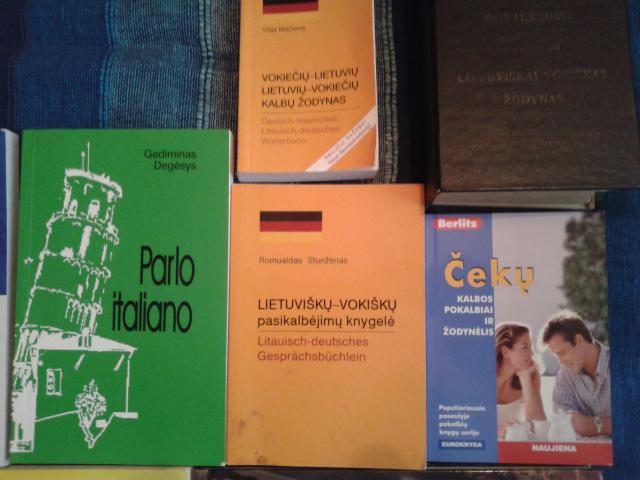 Vilija Mačienė
VOKIEČIŲ–LIETUVIŲ
LIETUVIŲ–VOKIEČIŲ
KALBŲ ŽODYNAS
Deutsch-litauisches
Litauisch-deutsches
Wörterbuch
WÖRTERBUCH
LIETUVIŠKAI VOKIŠKAS
ŽODYNAS
Gediminas
Degėsys
Parlo
italiano
Romualdas Stunžėnas
LIETUVIŠKŲ–VOKIŠKŲ
pasikalbėjimų knygelė
Litauisch-deutsches
Gesprächsbüchlein
Berlitz
Čekų
KALBOS
POKALBIAI
IR
ŽODYNĖLIS
Populiariausia
pasaulyje
pokalbių
knygų serija
EUROKNYGA
NAUJIENA